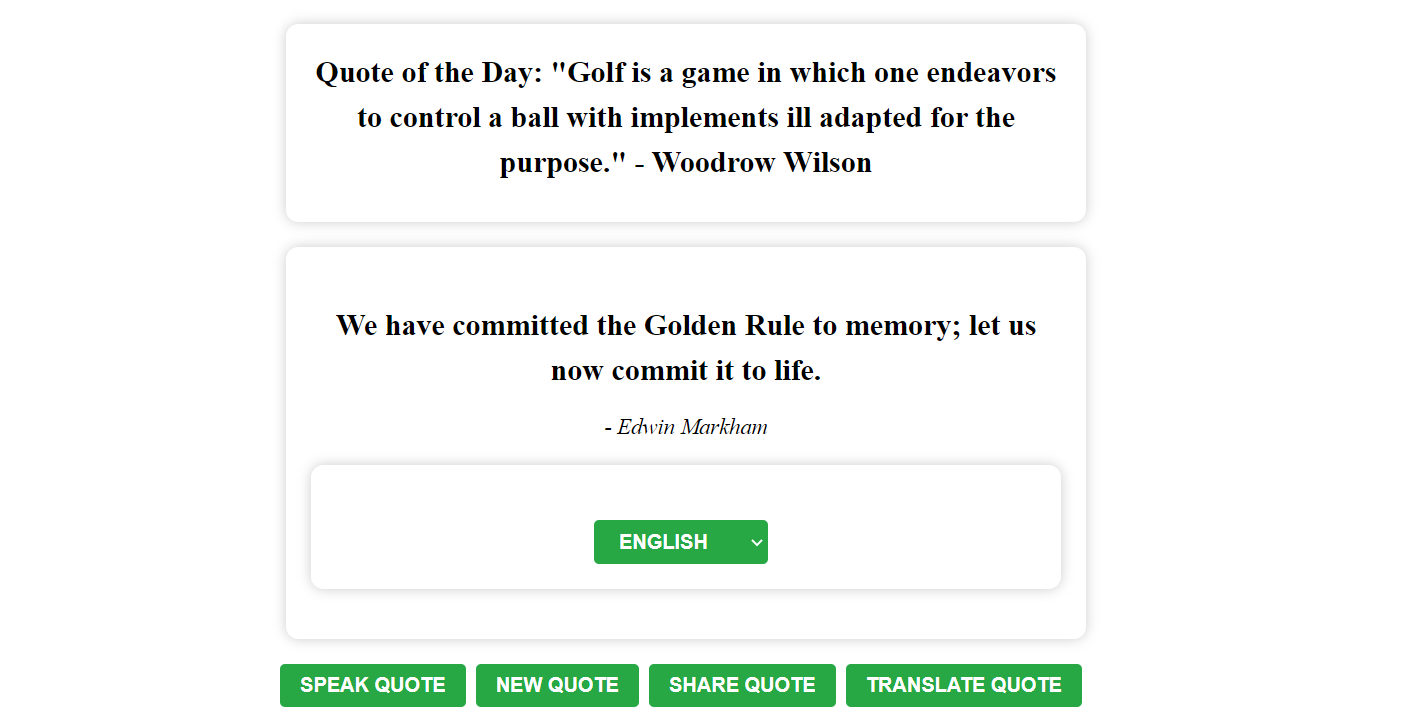 Quote of the Day: "Golf is a game in which one endeavors
to control a ball with implements ill adapted for the
purpose." - Woodrow Wilson
We have committed the Golden Rule to memory; let us
now commit it to life.
- Edwin Markham
ENGLISH
SPEAK QUOTE NEW QUOTE SHARE QUOTE TRANSLATE QUOTE